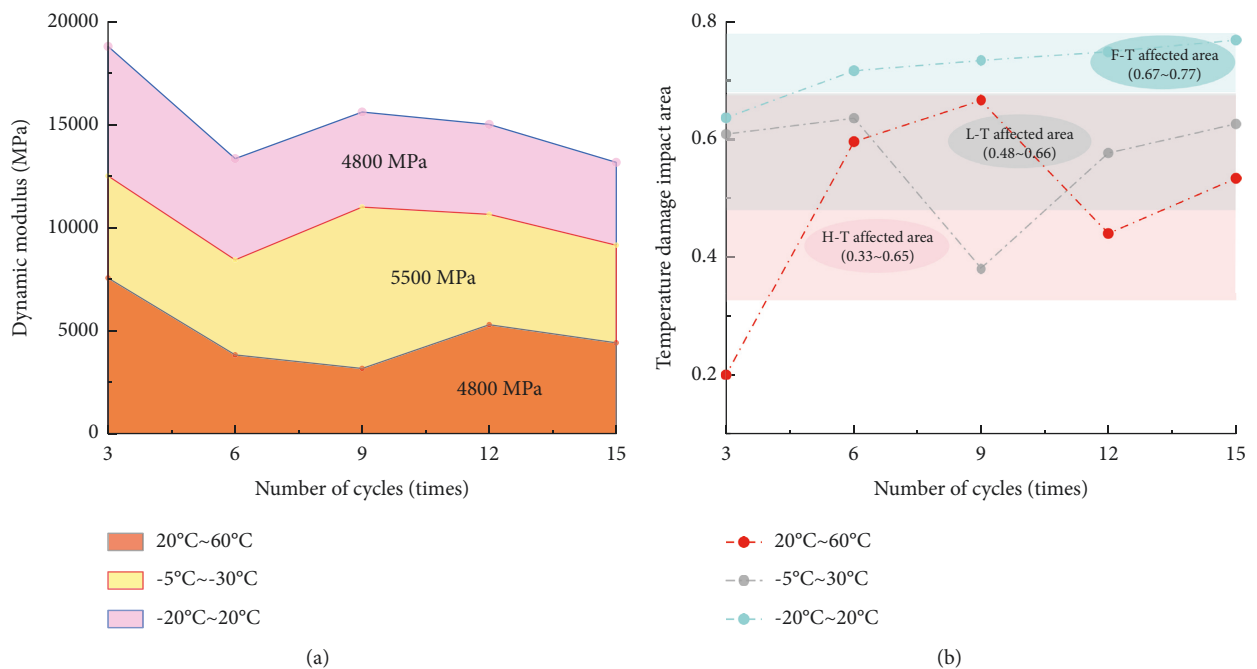 20000
15000
10000
5000
0
Dynamic modulus (MPa)
4800 MPa
5500 MPa
4800 MPa
3 6 9 12 15
Number of cycles (times)
20°C~60°C
-5°C~-30°C
-20°C~20°C
(a)
0.8
0.6
0.4
0.2
Temperature damage impact area
F-T affected area
(0.67~0.77)
L-T affected area
(0.48~0.66)
H-T affected area
(0.33~0.65)
3 6 9 12 15
Number of cycles (times)
20°C~60°C
-5°C~30°C
-20°C~20°C
(b)